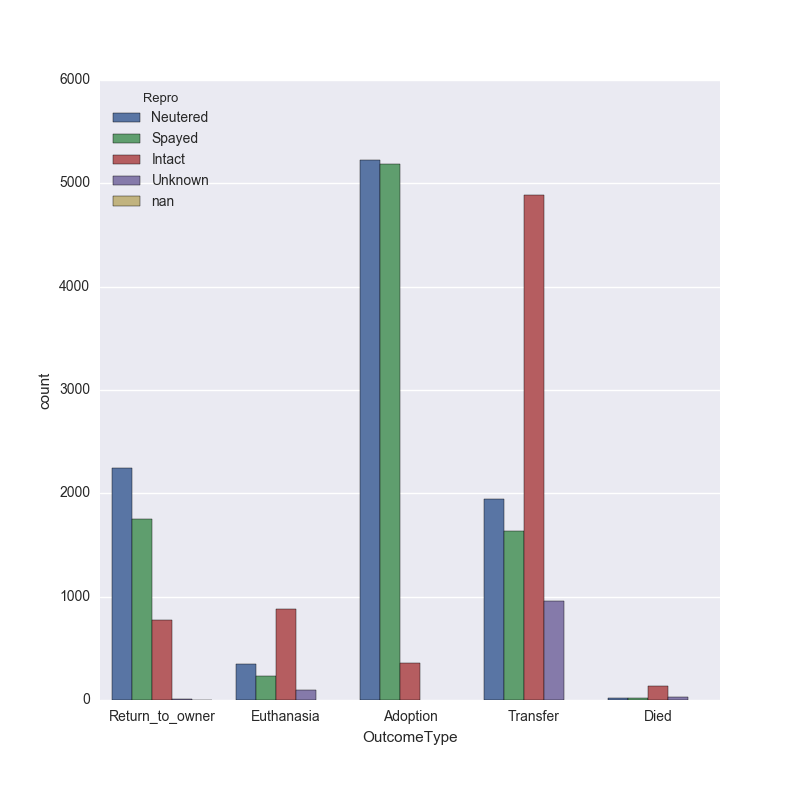 6000
Repro
Neutered
Spayed
Intact
Unknown
nan
5000
4000
3000
2000
1000
0
count
Return_to_owner Euthanasia Adoption Transfer Died
OutcomeType